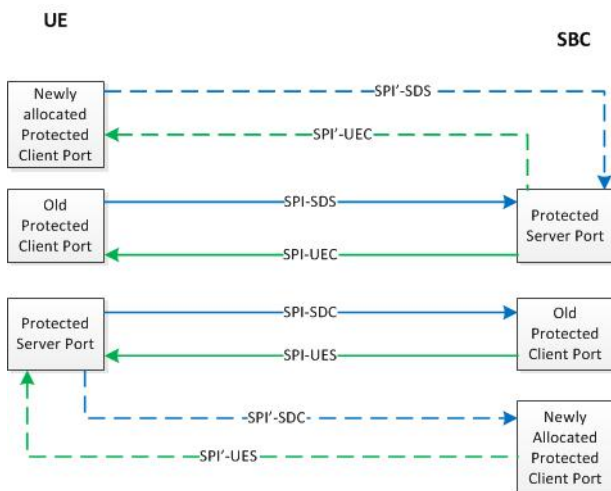 UE
SBC
Newly
allocated
Protected
Client Port
SPI'-SDS
SPI'-UEC
Old
Protected
Client Port
SPI-SDS
SPI-UEC
Protected
Server Port
Protected
Server Port
SPI-SDC
SPI-UES
Old
Protected
Client Port
SPI'-SDC
SPI'-UES
Newly
Allocated
Protected
Client Port